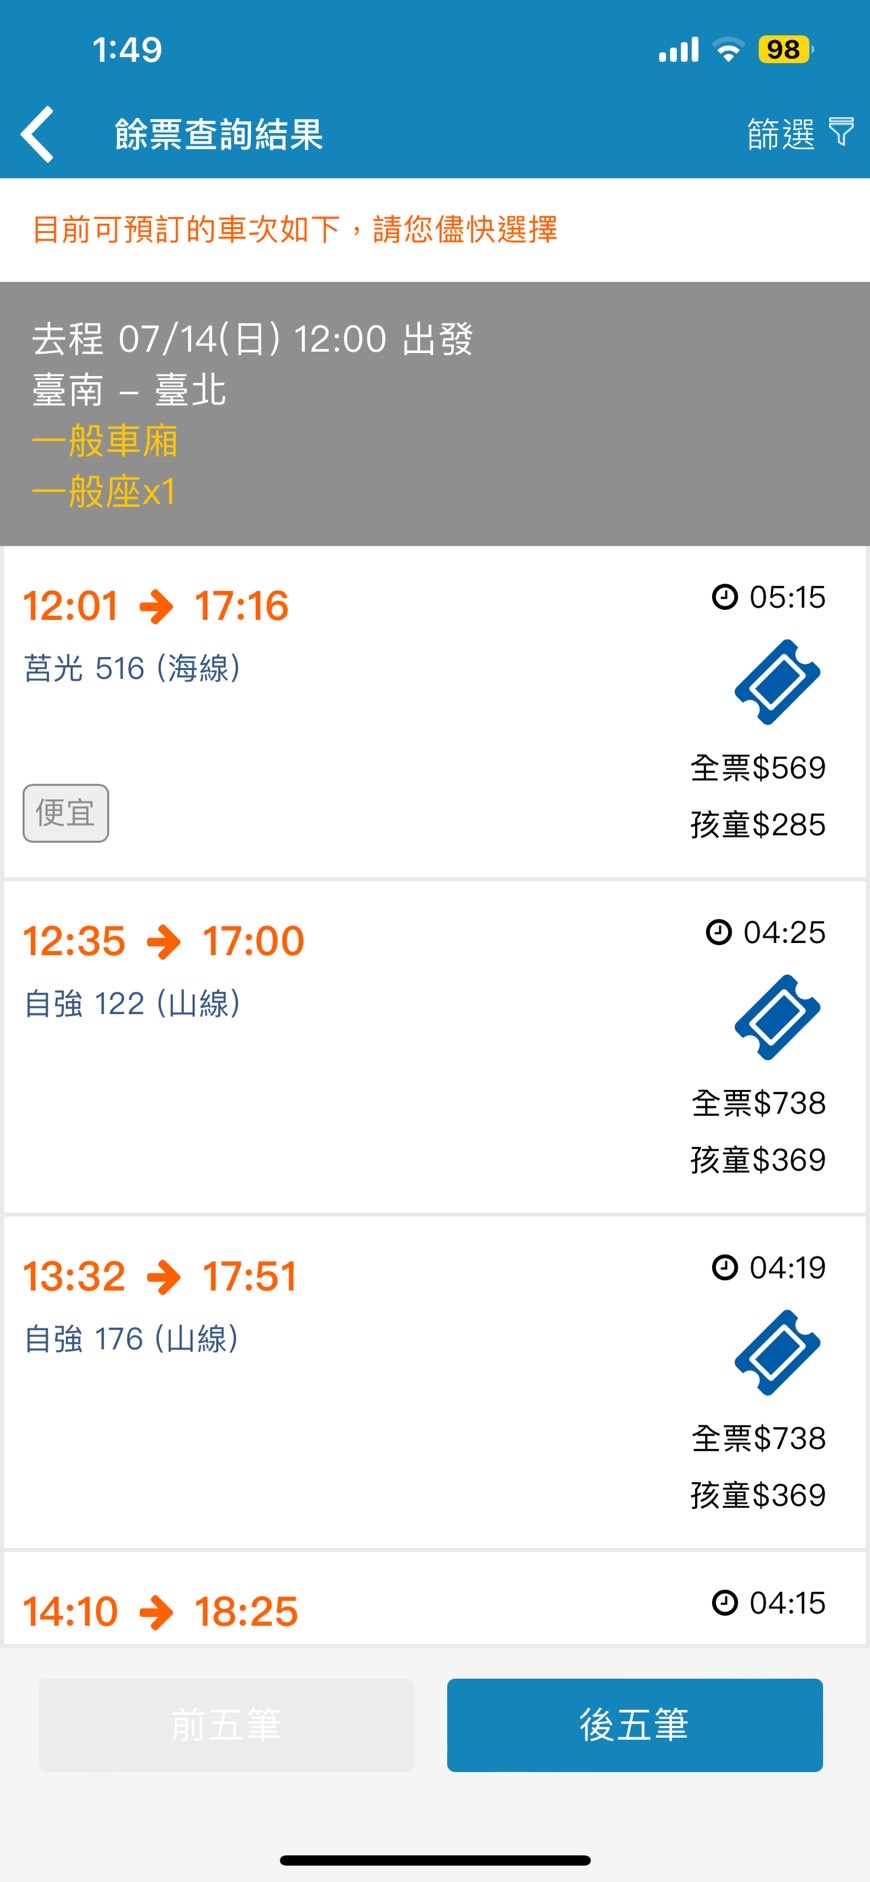 1:49
98
餘票查詢結果
篩選
目前可預訂的車次如下，請您儘快選擇
去程 07/14(日) 12:00 出發
臺南 – 臺北
一般車廂
一般座x1
12:01 → 17:16
05:15
莒光 516 (海線)
全票$569
便宜
孩童$285
12:35 → 17:00
04:25
自強 122 (山線)
全票$738
孩童$369
13:32 → 17:51
04:19
自強 176 (山線)
全票$738
孩童$369
14:10 → 18:25
04:15
前五筆
後五筆